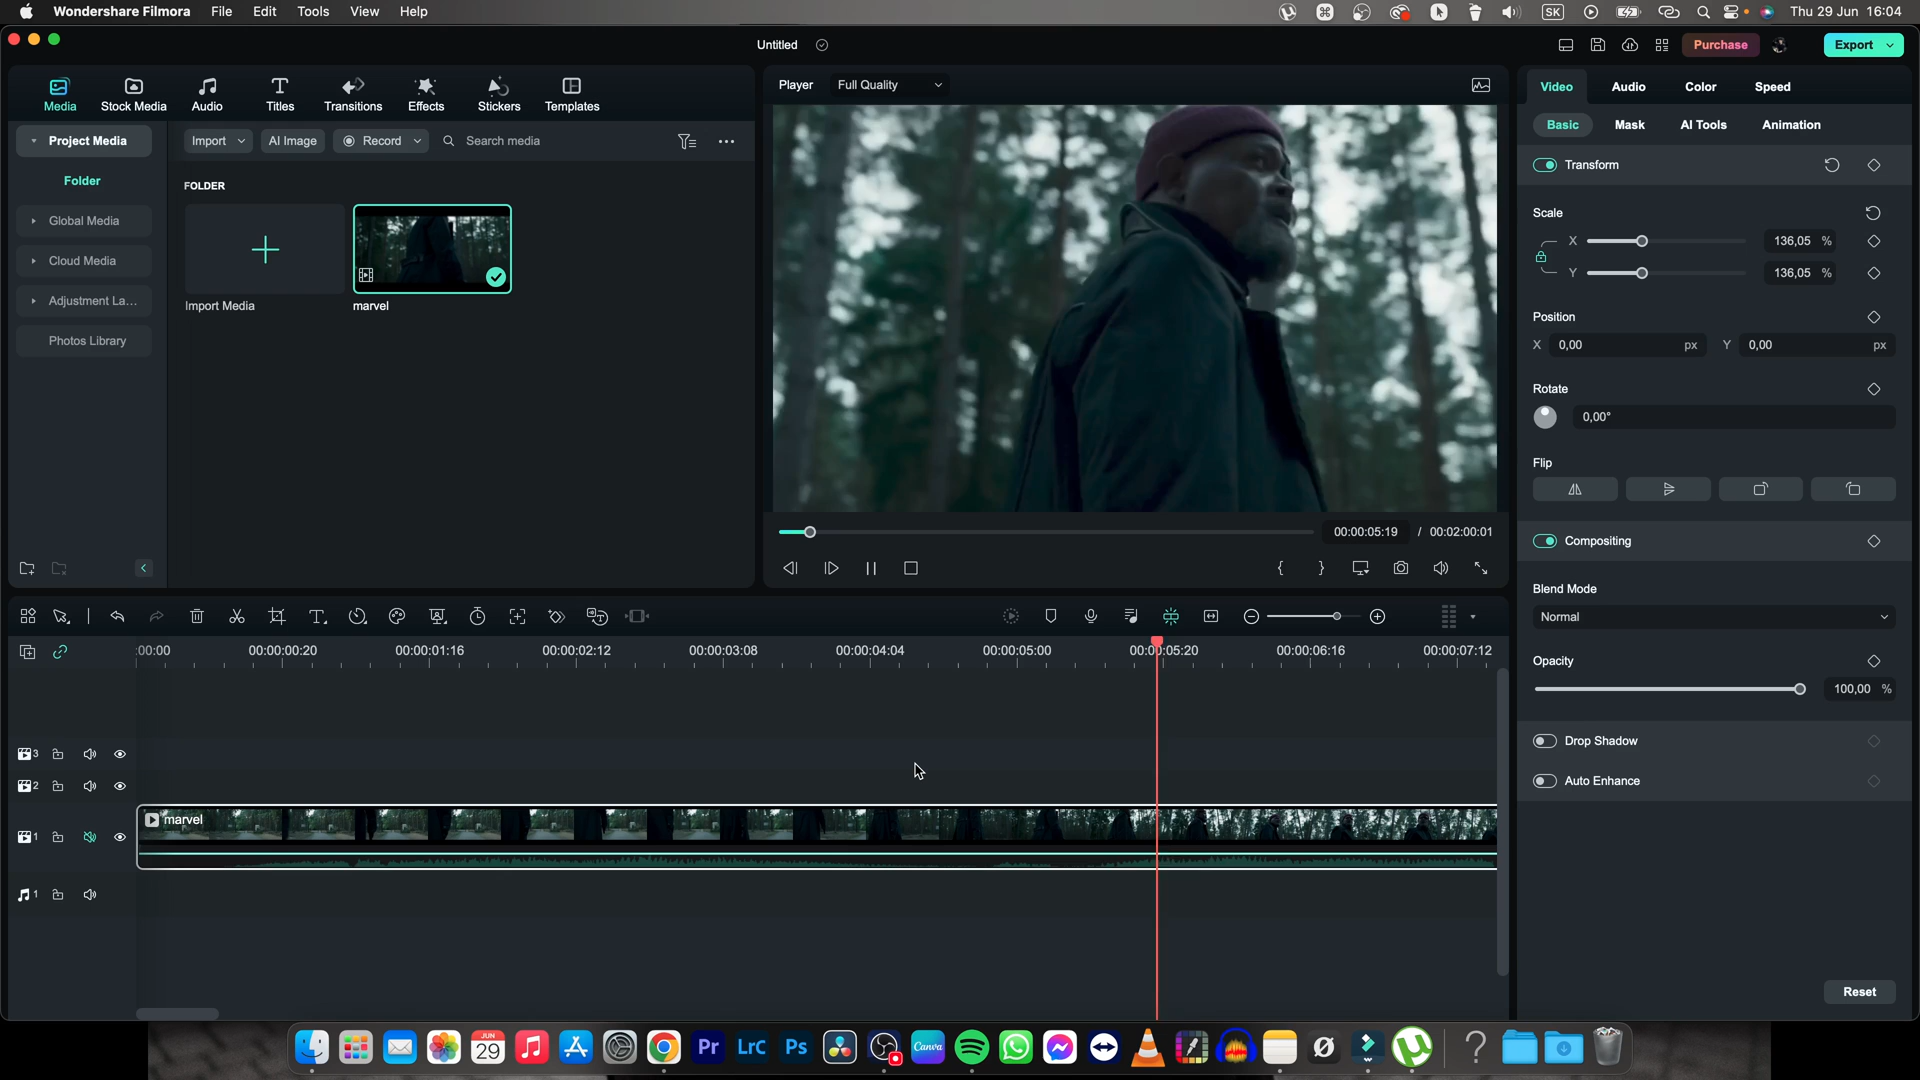 Wondershare Filmora File Edit Tools View Help SK Thu 29 Jun 16:04
Untitled Purchase Export
Media Stock Media Audio Titles Transitions Effects Stickers Templates
Project Media
Folder
Global Media
Cloud Media
Adjustment La...
Photos Library
Import AI Image Record Search media
FOLDER
Import Media marvel
Player Full Quality
00:00:05:19 / 00:02:00:01
{ }
Video Audio Color Speed
Basic Mask AI Tools Animation
Transform
Scale
X 136,05 %
Y 136,05 %
Position
X 0,00 px Y 0,00 px
Rotate
0,00°
Flip
Compositing
Blend Mode
Normal
Opacity
100,00 %
Drop Shadow
Auto Enhance
Reset
:00:00 00:00:00:20 00:00:01:16 00:00:02:12 00:00:03:08 00:00:04:04 00:00:05:00 00:00:05:20 00:00:06:16 00:00:07:12
3
2
marvel
1
1
JUN
29
Pr LrC Ps Canva